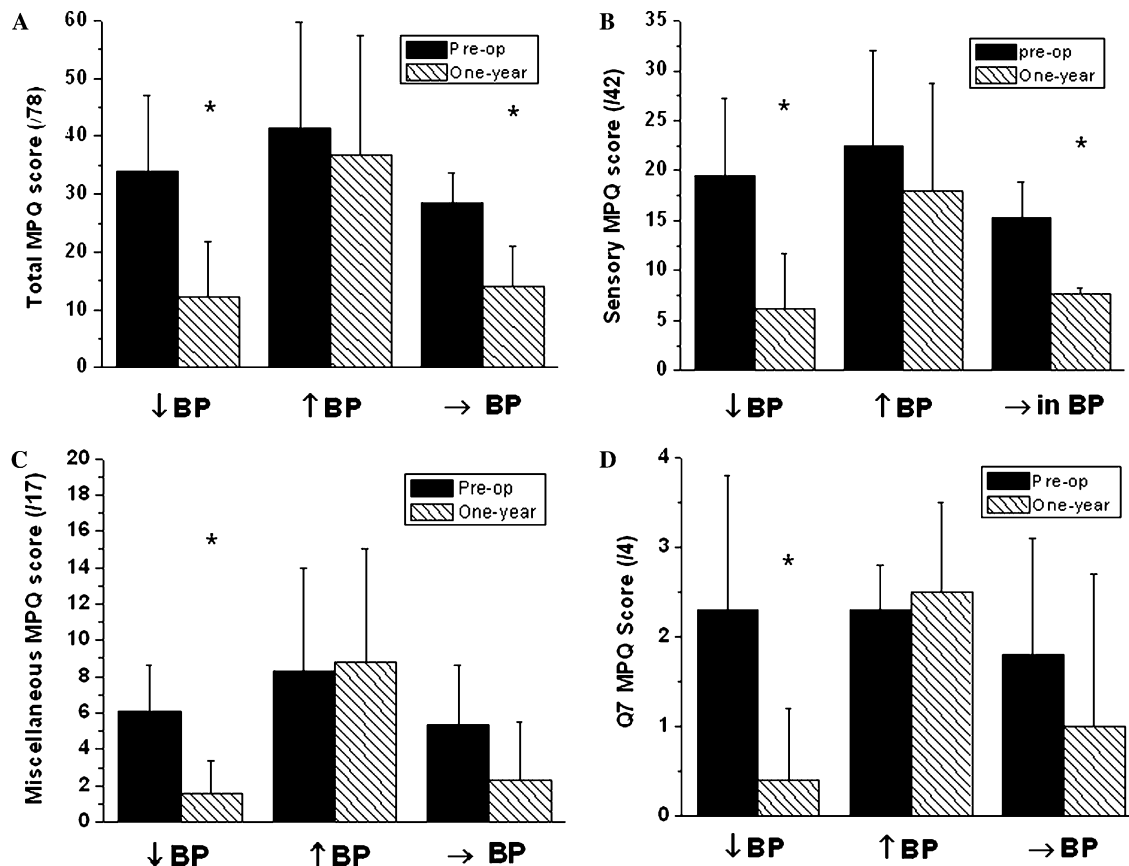 A
Total MPQ score (/78)
60
50
40
30
20
10
0
Pre-op
One-year
*
*
↓BP
↑BP
→ BP
B
Sensory MPQ score (/42)
35
30
25
20
15
10
5
0
pre-op
One-year
*
*
↓BP
↑BP
→ in BP
C
Miscellaneous MPQ score (/17)
20
18
16
14
12
10
8
6
4
2
0
Pre-op
One-year
*
↓BP
↑BP
→ BP
D
Q7 MPQ Score (/4)
4
3
2
1
0
Pre-op
One-year
*
↓BP
↑BP
→BP